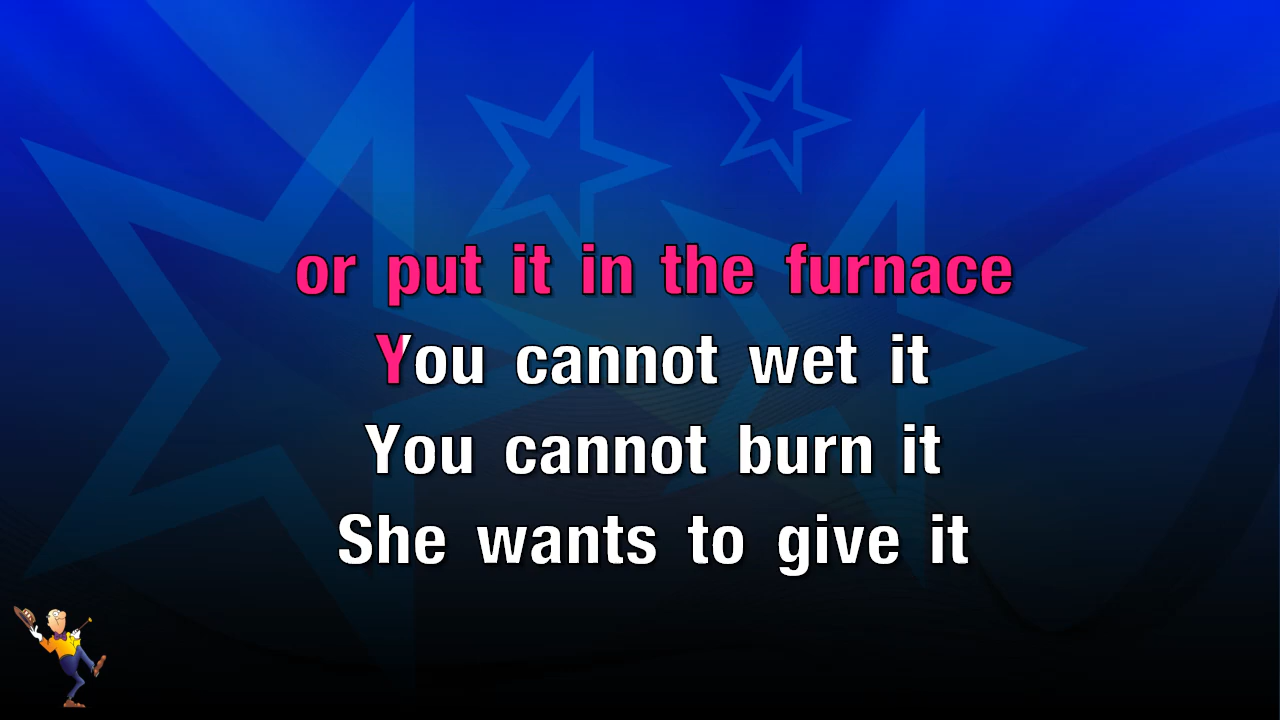 or put it in the furnace
You cannot wet it
You cannot burn it
She wants to give it